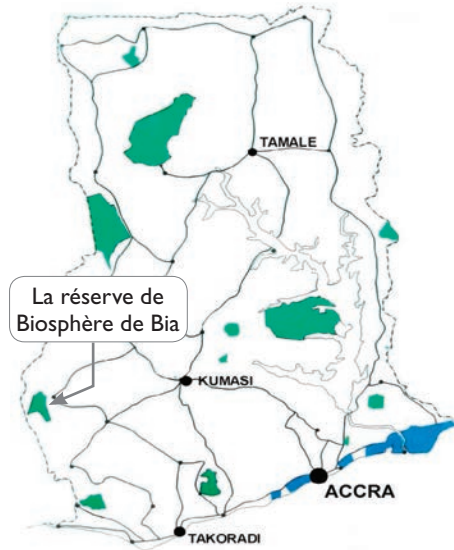 TAMALE
La réserve de
Biosphère de Bia
KUMASI
ACCRA
TAKORADI